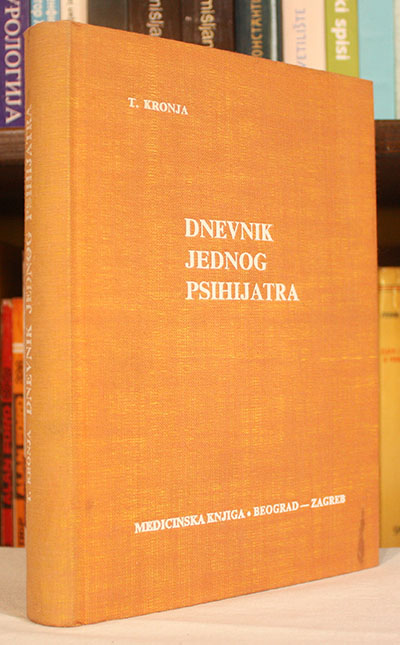 T. KRONJA
DNEVNIK
JEDNOG
PSIHIJATRA
MEDICINSKA KNJIGA • BEOGRAD — ZAGREB
T. KRONJA DNEVNIK JEDNOG PSIHIJATRA